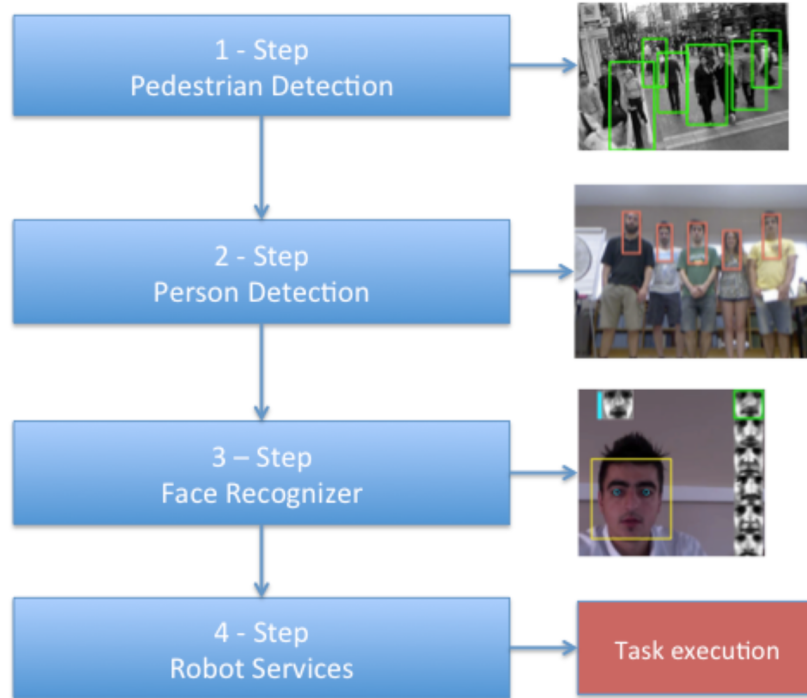 1 - Step
Pedestrian Detection
2 - Step
Person Detection
3 – Step
Face Recognizer
4 - Step
Robot Services
Task execution